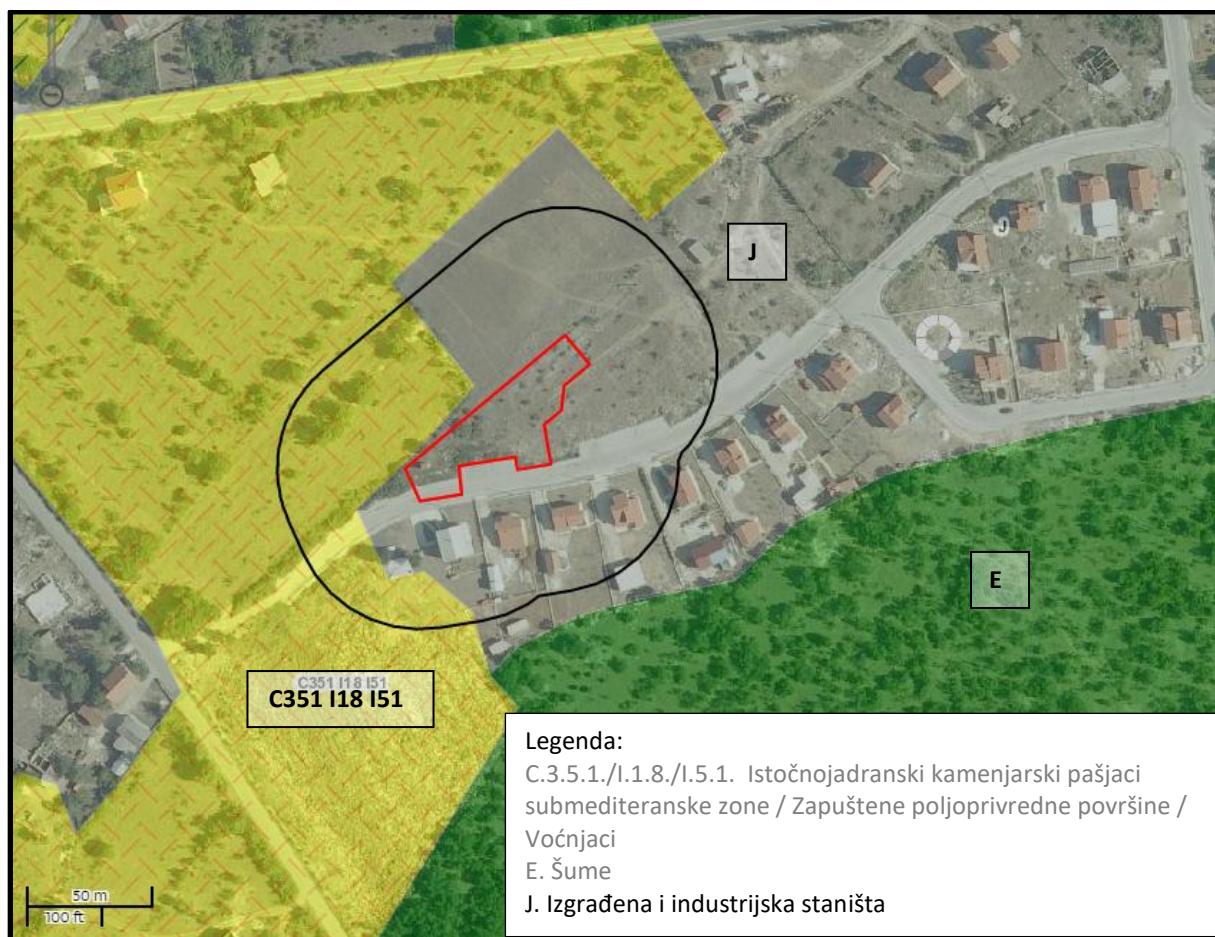 J
J
E
C351 I18 I51
C351 I18 I51
Legenda:
C.3.5.1./I.1.8./I.5.1. Istočnojadranski kamenjarski pašjaci
submediteranske zone / Zapuštene poljoprivredne površine /
Voćnjaci
E. Šume
J. Izgrađena i industrijska staništa
50 m
100 ft